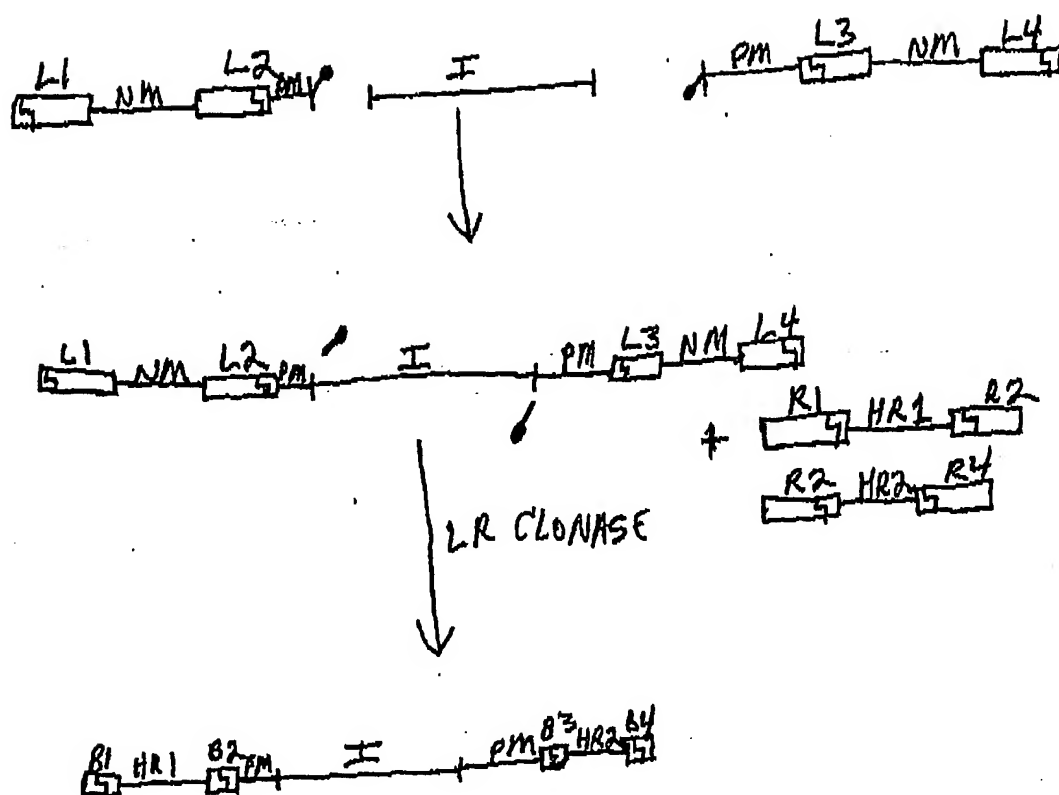 L1 NM L2 PM I PM L3 NM L4
L1 NM L2 PM I PM L3 NM L4
+ R1 HR1 R2
R2 HR2 R4
LR CLONASE
B1 HR1 B2 PM I PM B3 HR2 B4